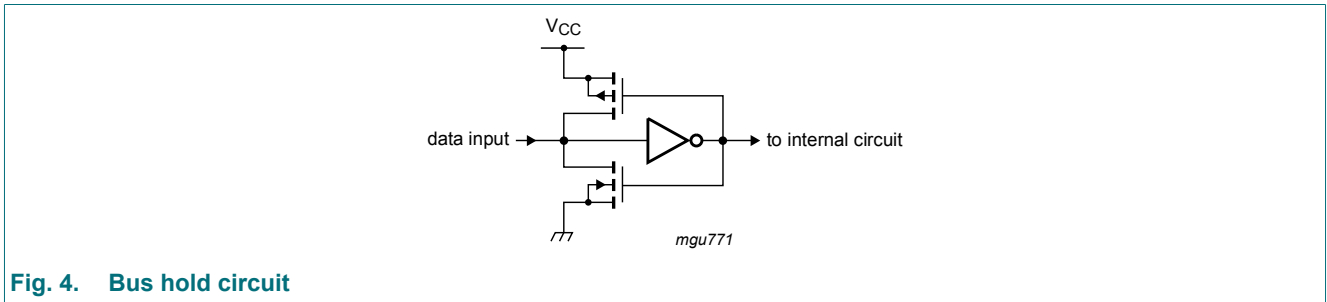 VCC
data input
to internal circuit
mgu771
Fig. 4. Bus hold circuit